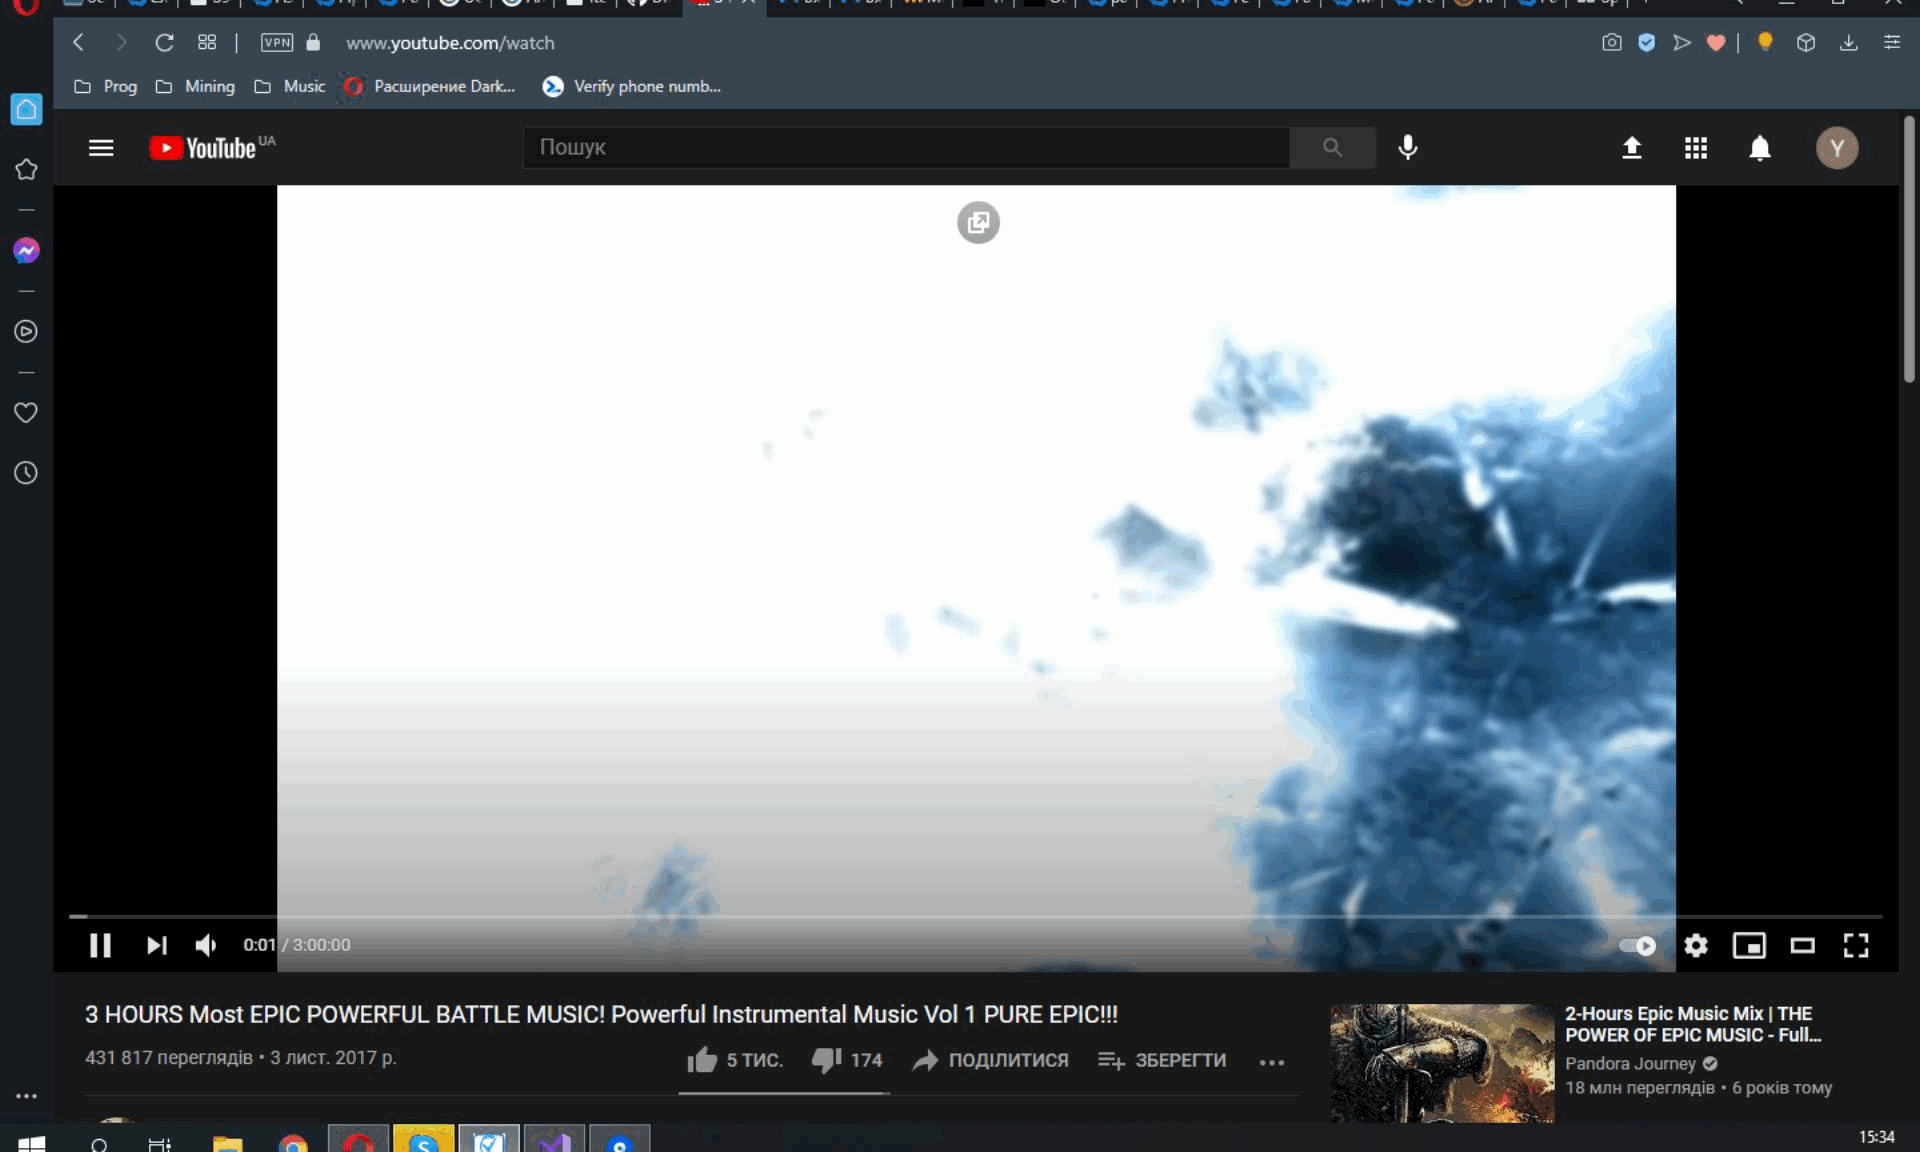 VPN
www.youtube.com/watch
Prog
Mining
Music
Расширение Dark...
Verify phone numb...
YouTube UA
Пошук
Y
0:01 / 3:00:00
3 HOURS Most EPIC POWERFUL BATTLE MUSIC! Powerful Instrumental Music Vol 1 PURE EPIC!!!
431 817 переглядів • 3 лист. 2017 р.
5 ТИС.
174
ПОДІЛИТИСЯ
ЗБЕРЕГТИ
2-Hours Epic Music Mix | THE
POWER OF EPIC MUSIC - Full...
Pandora Journey
18 млн переглядів • 6 років тому
15:34